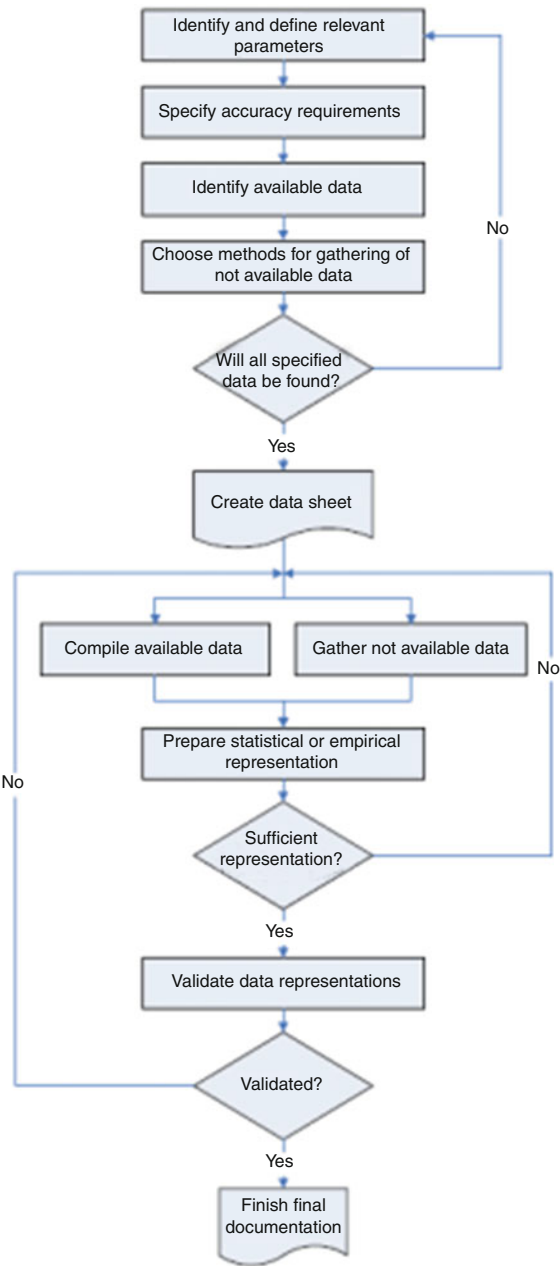 Identify and define relevant
parameters
Specify accuracy requirements
Identify available data
No
Choose methods for gathering of
not available data
Will all specified
data be found?
Yes
Create data sheet
Compile available data
Gather not available data
No
Prepare statistical or empirical
representation
No
Sufficient
representation?
Yes
Validate data representations
Validated?
Yes
Finish final
documentation